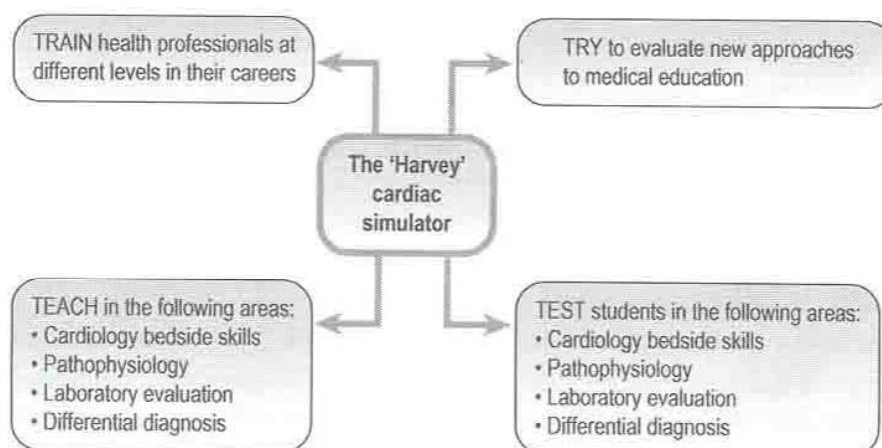 TRAIN health professionals at
different levels in their careers
TRY to evaluate new approaches
to medical education
The ‘Harvey’
cardiac
simulator
TEACH in the following areas:
• Cardiology bedside skills
• Pathophysiology
• Laboratory evaluation
• Differential diagnosis
TEST students in the following areas:
• Cardiology bedside skills
• Pathophysiology
• Laboratory evaluation
• Differential diagnosis